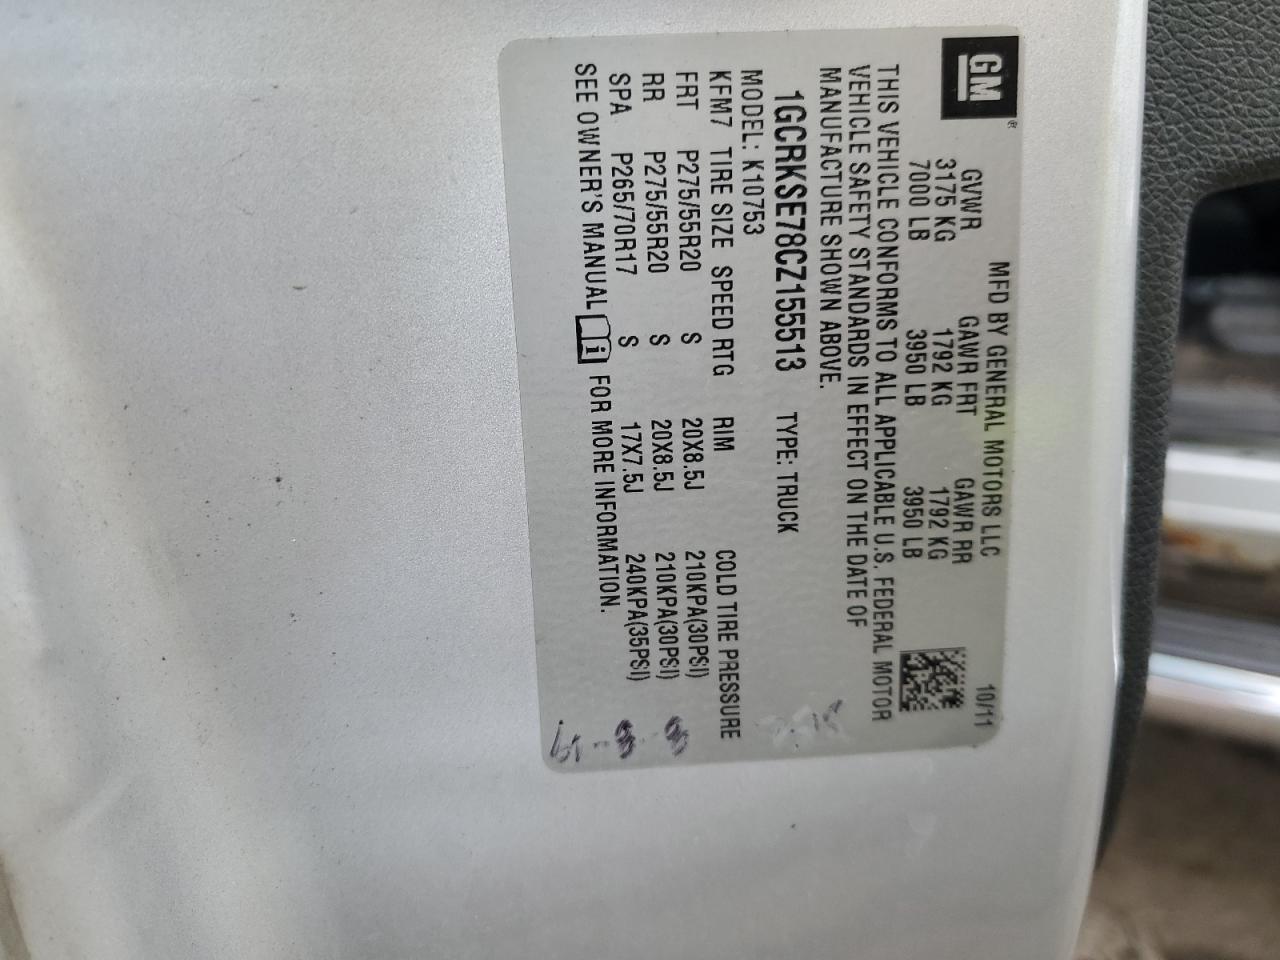 GM®
MFD BY GENERAL MOTORS LLC 10/11
GVWR GAWR FRT GAWR RR
3175 KG 1792 KG 1792 KG
7000 LB 3950 LB 3950 LB
THIS VEHICLE CONFORMS TO ALL APPLICABLE U.S. FEDERAL MOTOR
VEHICLE SAFETY STANDARDS IN EFFECT ON THE DATE OF
MANUFACTURE SHOWN ABOVE.
1GCRKSE78CZ155513 TYPE: TRUCK
MODEL: K10753
KFM7 TIRE SIZE SPEED RTG RIM COLD TIRE PRESSURE
FRT P275/55R20 S 20X8.5J 210KPA(30PSI)
RR P275/55R20 S 20X8.5J 210KPA(30PSI)
SPA P265/70R17 S 17X7.5J 240KPA(35PSI)
SEE OWNER'S MANUAL i FOR MORE INFORMATION.